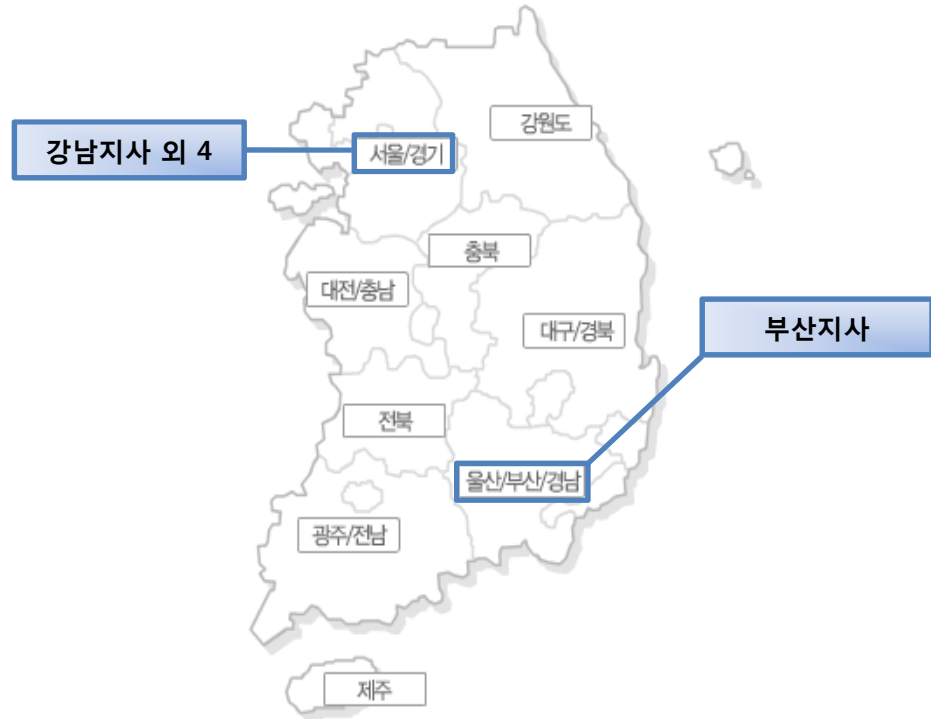 강원도
강남지사 외 4
서울/경기
충북
대전/충남
대구/경북
부산지사
전북
울산/부산/경남
광주/전남
제주